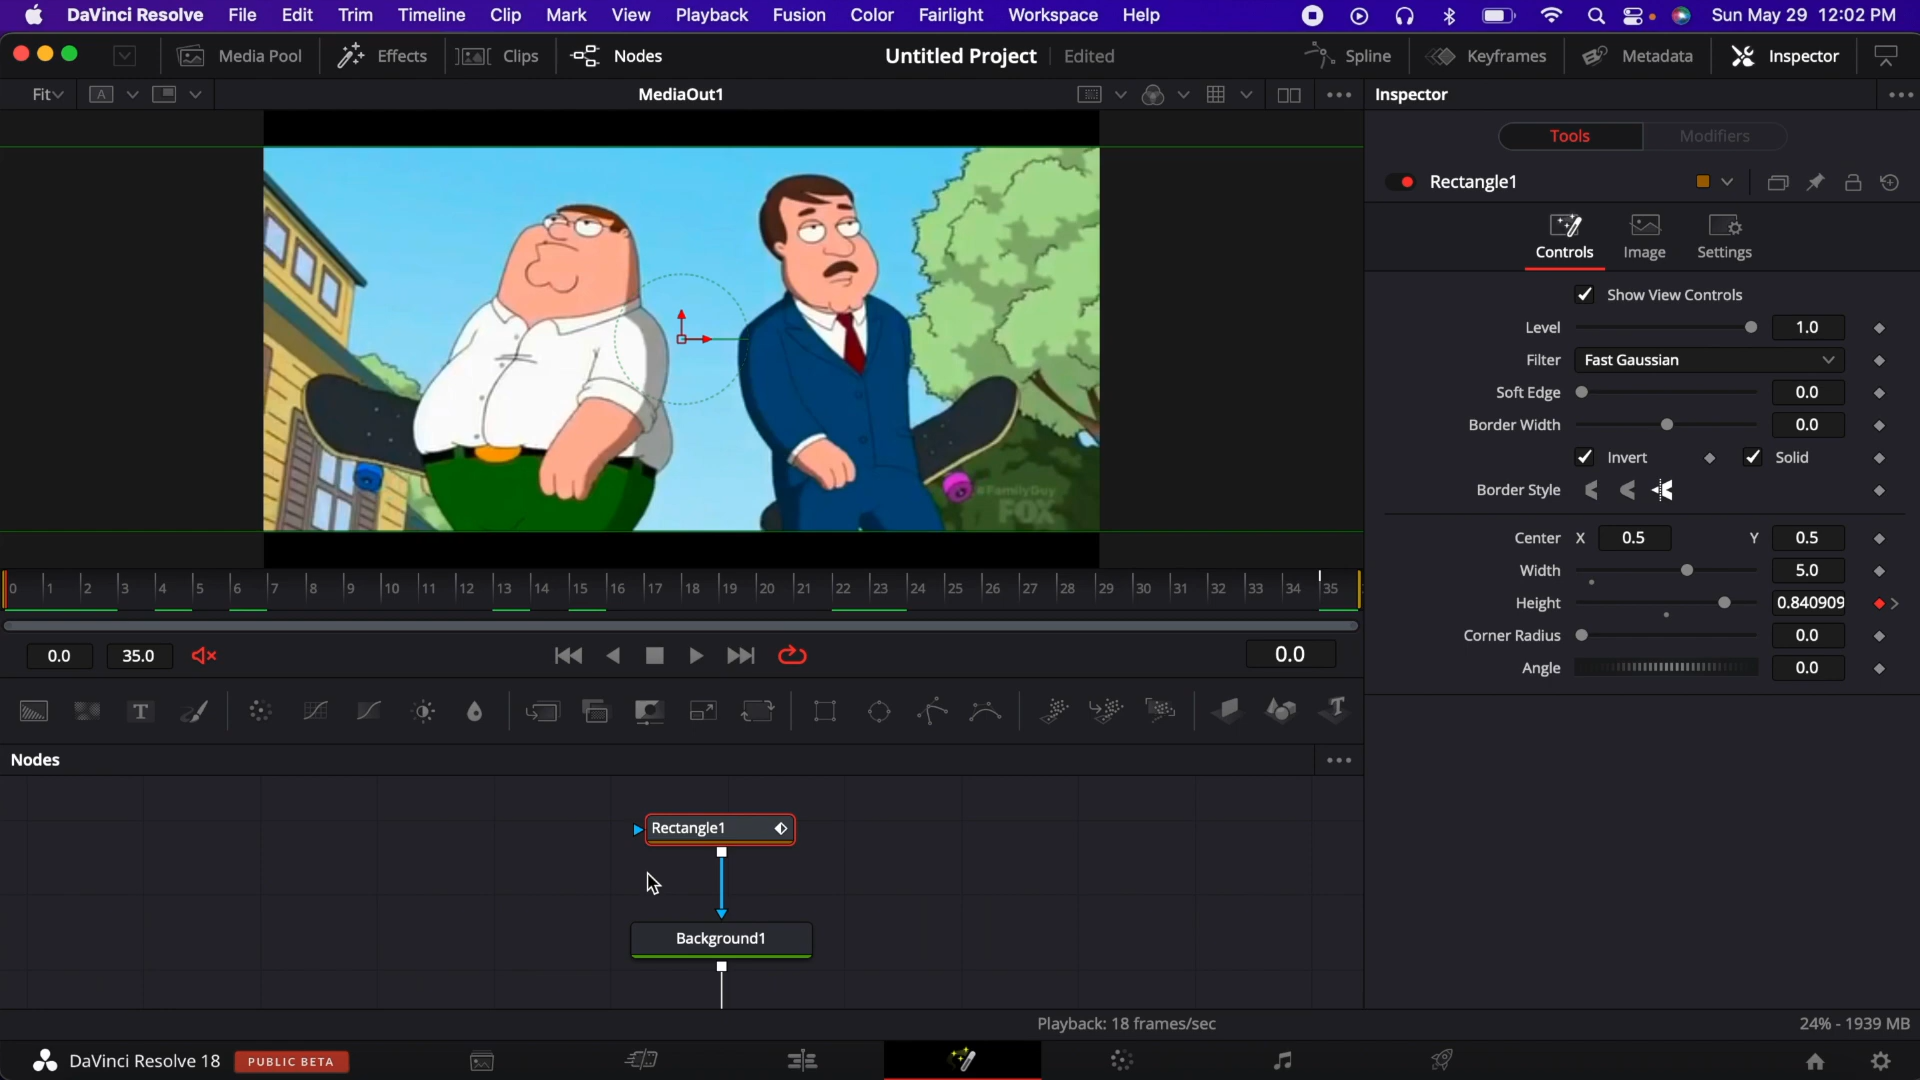 DaVinci Resolve File Edit Trim Timeline Clip Mark View Playback Fusion Color Fairlight Workspace Help Sun May 29 12:02 PM
Media Pool Effects Clips Nodes Untitled Project Edited Spline Keyframes Metadata Inspector
Fit A MediaOut1 Inspector
Tools Modifiers
Rectangle1
Controls Image Settings
Show View Controls
Level 1.0
Filter Fast Gaussian
Soft Edge 0.0
Border Width 0.0
Invert Solid
Border Style
#FamilyGuy
FOX
Center X 0.5 Y 0.5
Width 5.0
Height 0.840909
Corner Radius 0.0
Angle 0.0
0 1 2 3 4 5 6 7 8 9 10 11 12 13 14 15 16 17 18 19 20 21 22 23 24 25 26 27 28 29 30 31 32 33 34 35
0.0 35.0 0.0
T T
Nodes
Rectangle1
Background1
Playback: 18 frames/sec 24% - 1939 MB
DaVinci Resolve 18 PUBLIC BETA